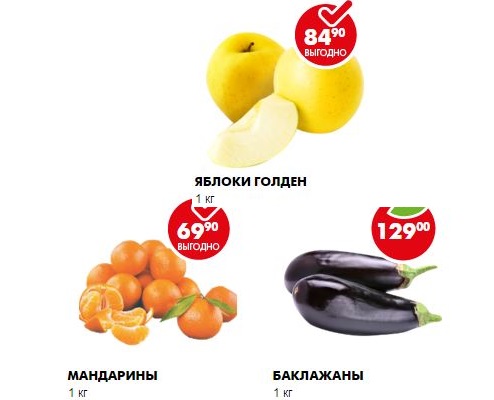 84⁹⁰
ВЫГОДНО
ЯБЛОКИ ГОЛДЕН
1 кг
69⁹⁰
ВЫГОДНО
129⁰⁰
МАНДАРИНЫ
1 кг
БАКЛАЖАНЫ
1 кг